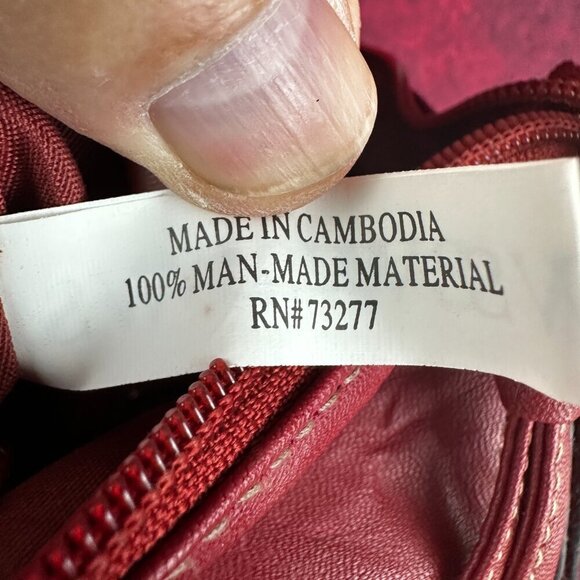 MADE IN CAMBODIA
100% MAN-MADE MATERIAL
RN# 73277